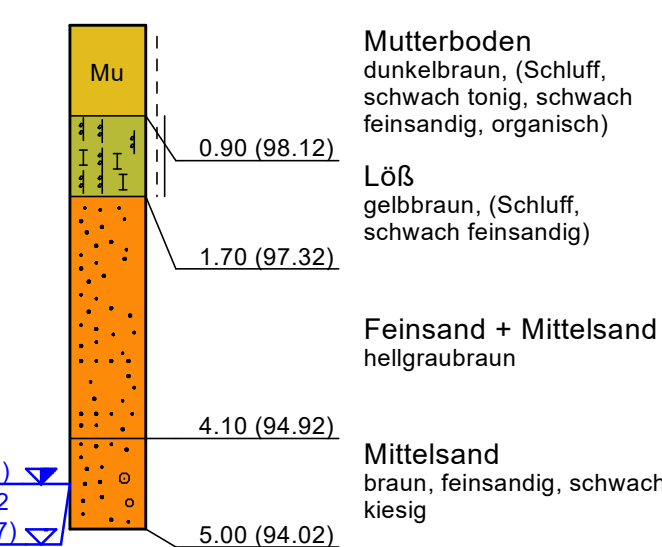 Mu
Mutterboden
dunkelbraun, (Schluff,
schwach tonig, schwach
feinsandig, organisch)
0.90 (98.12)
Löß
gelbbraun, (Schluff,
schwach feinsandig)
1.70 (97.32)
Feinsand + Mittelsand
hellgraubraun
4.10 (94.92)
Mittelsand
braun, feinsandig, schwach
kiesig
)
2
7)
5.00 (94.02)